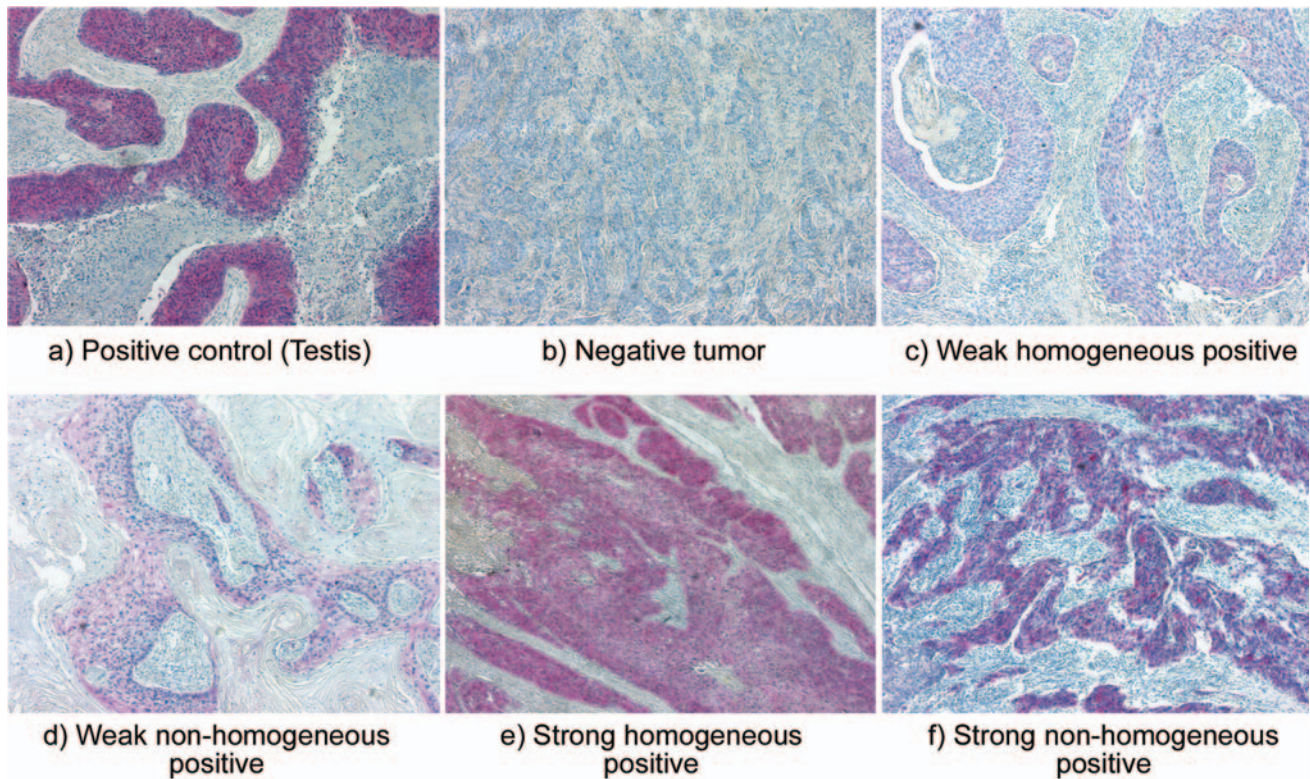 a) Positive control (Testis)
b) Negative tumor
c) Weak homogeneous positive
d) Weak non-homogeneous
positive
e) Strong homogeneous
positive
f) Strong non-homogeneous
positive